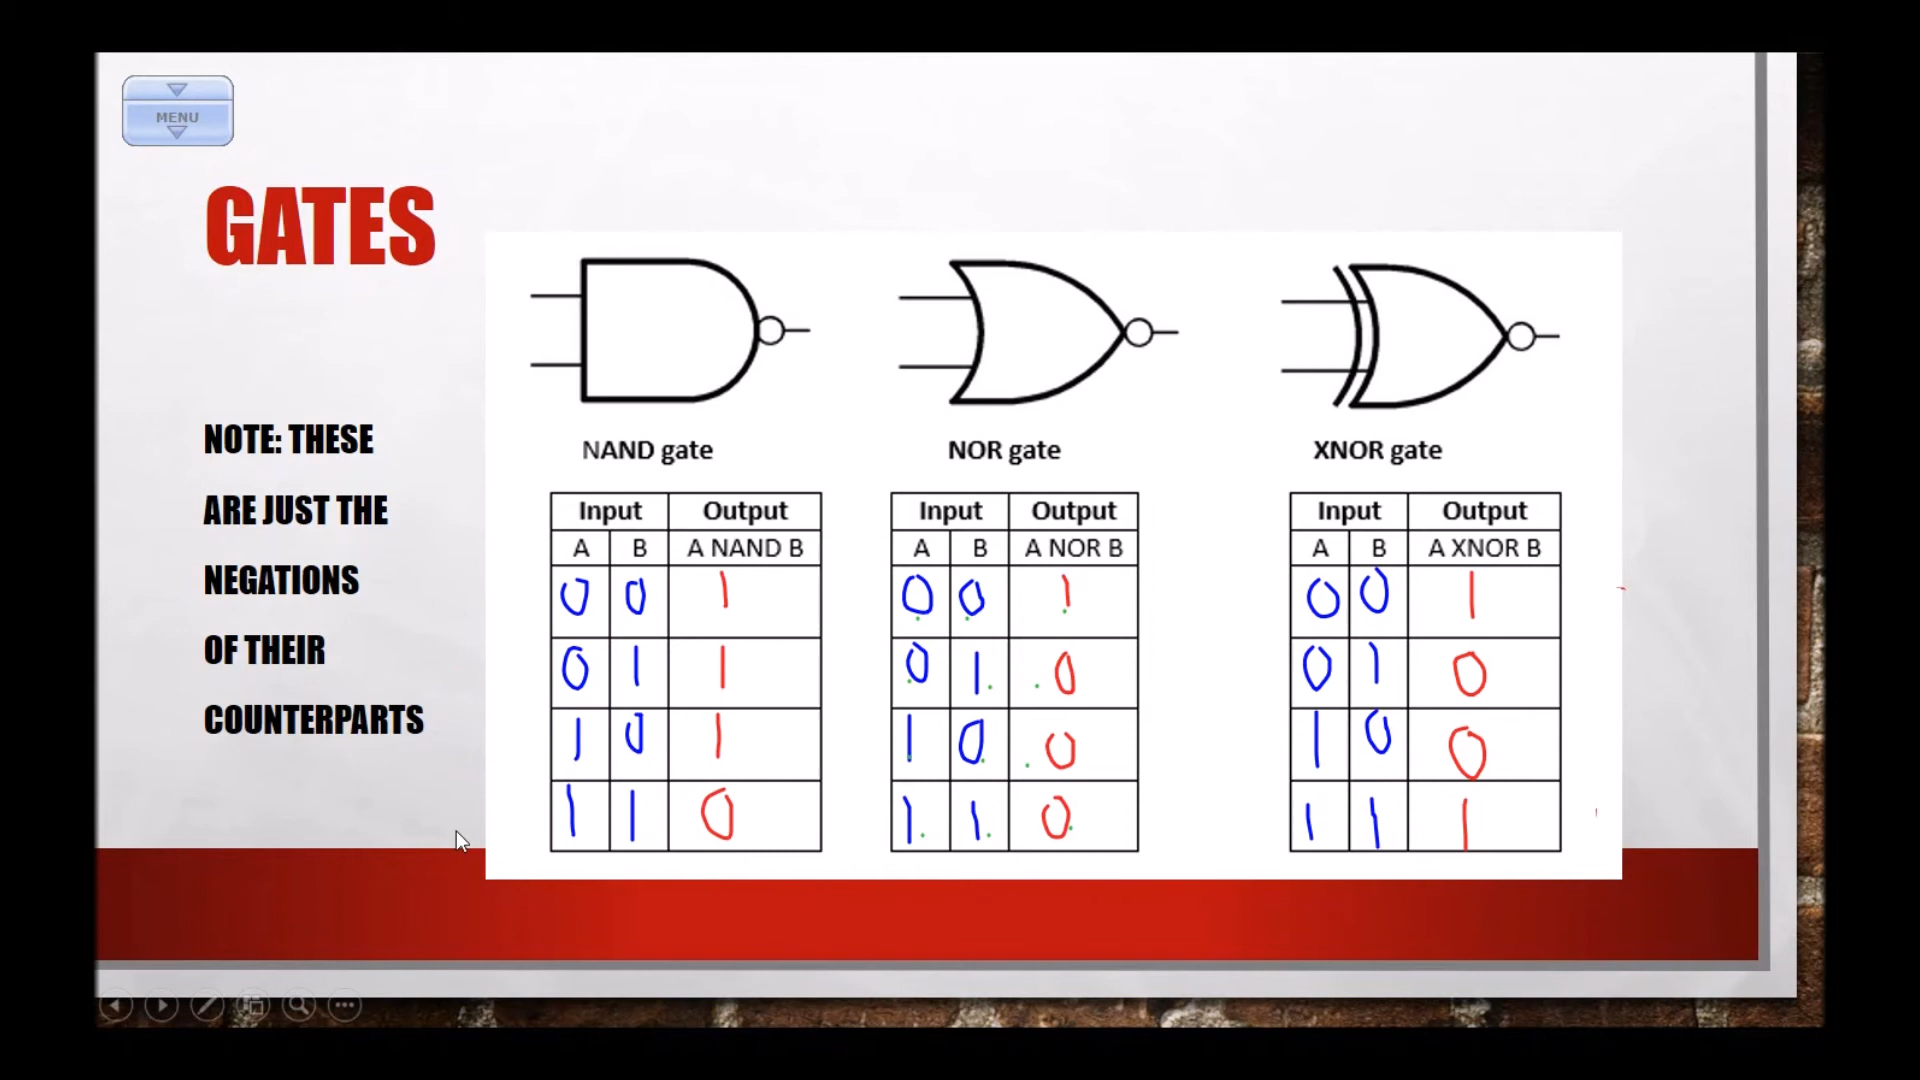 MENU
GATES
NOTE: THESE
ARE JUST THE
NEGATIONS
OF THEIR
COUNTERPARTS
NAND gate
Input Output
A B A NAND B
0 0 1
0 1 1
1 0 1
1 1 0
NOR gate
Input Output
A B A NOR B
0 0 1
0 1 0
1 0 0
1 1 0
XNOR gate
Input Output
A B A XNOR B
0 0 1
0 1 0
1 0 0
1 1 1